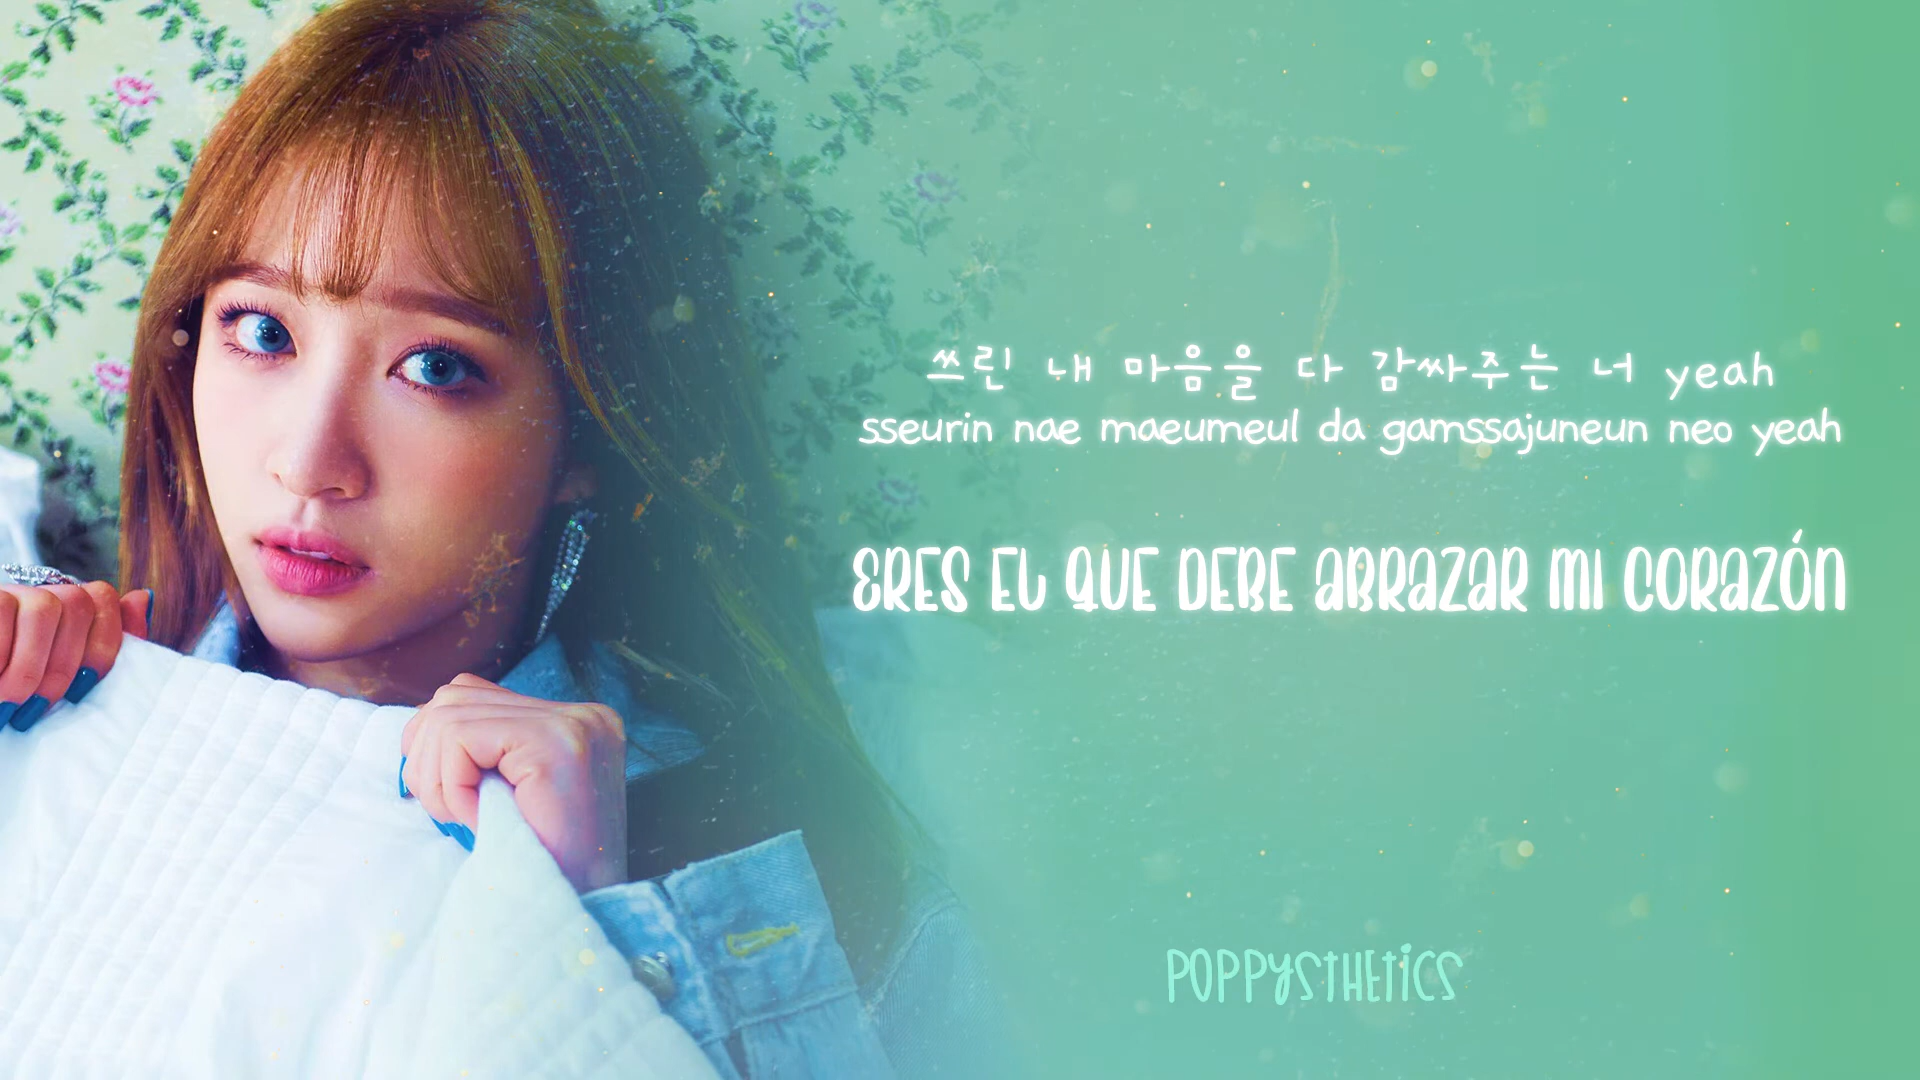 쓰린 내 마음을 다 감싸주는 너 yeah
sseurin nae maeumeul da gamssajuneun neo yeah
ERES EL QUE DEBE ABRAZAR MI CORAZÓN
POPPYSTHETICS